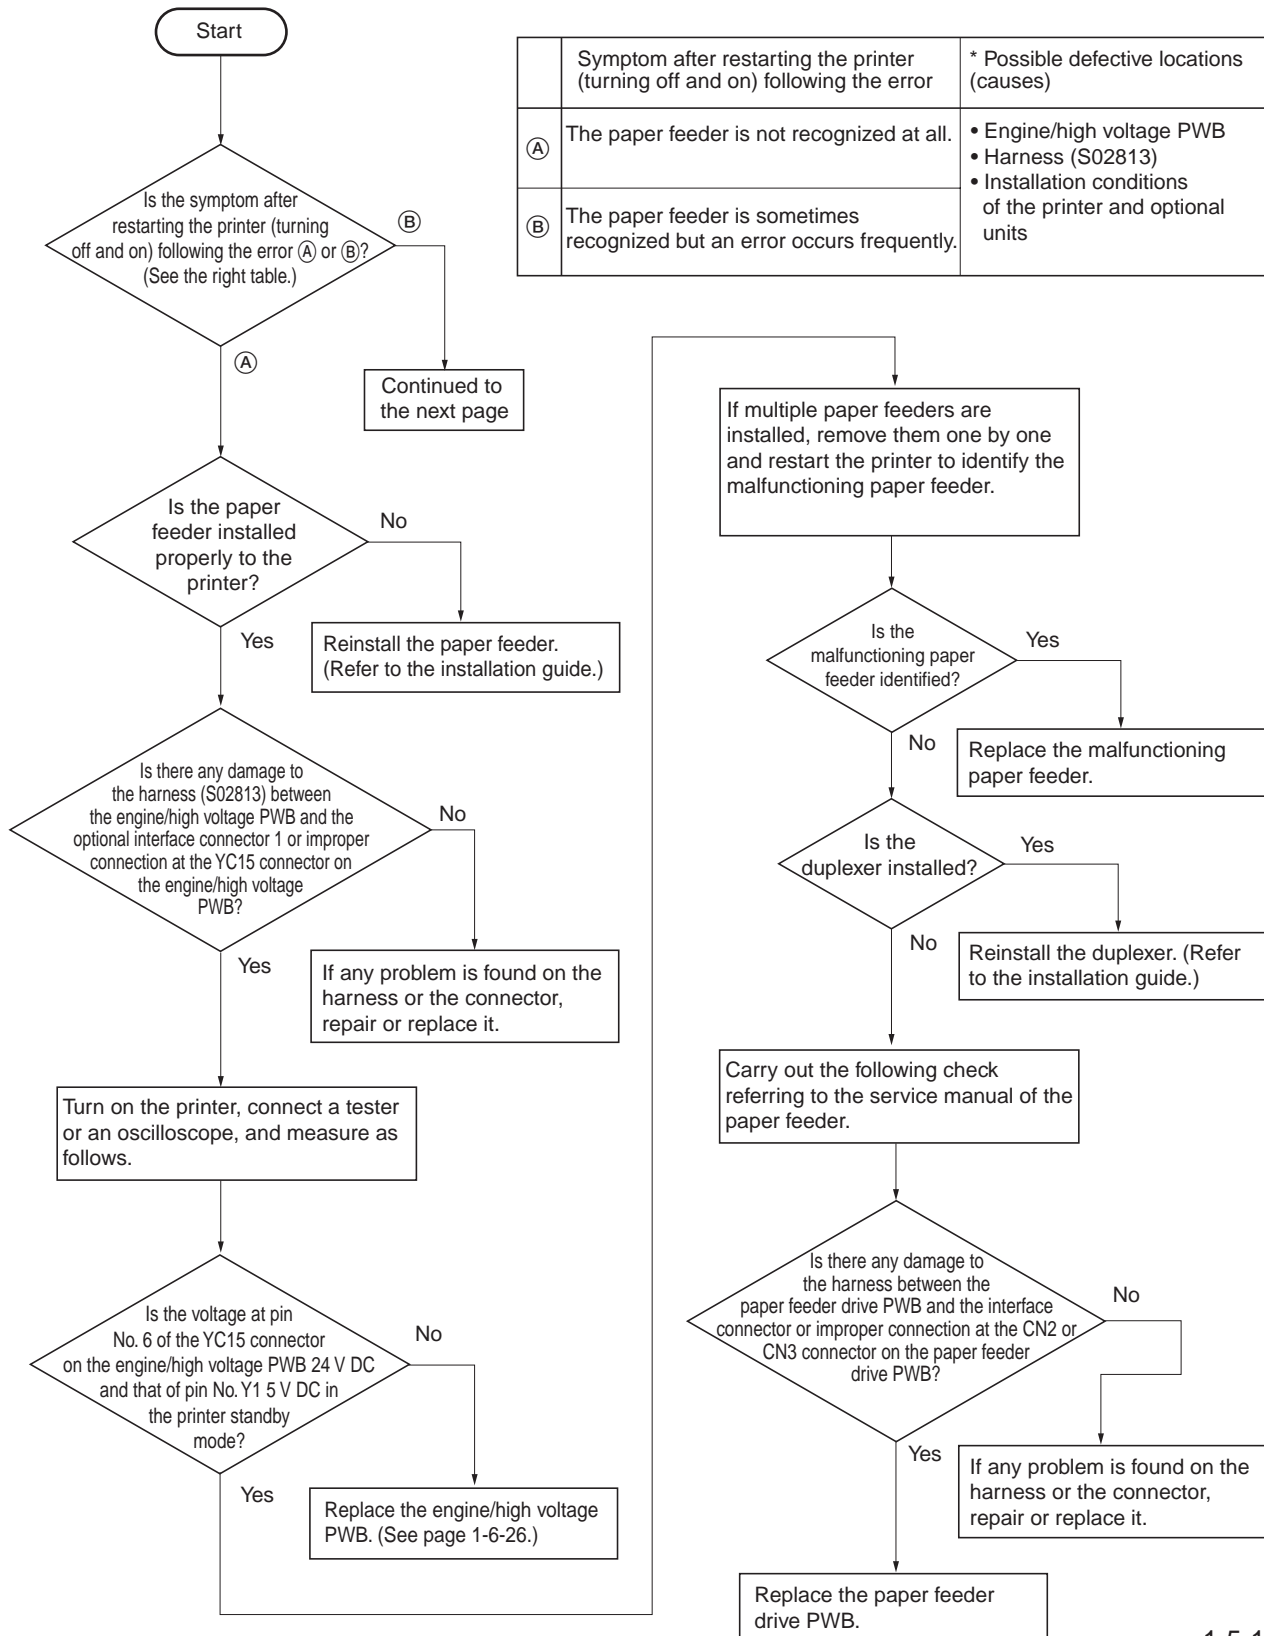 Start
Symptom after restarting the printer
(turning off and on) following the error
* Possible defective locations
(causes)
Ⓐ
The paper feeder is not recognized at all.
• Engine/high voltage PWB
• Harness (S02813)
• Installation conditions
of the printer and optional
units
Ⓑ
The paper feeder is sometimes
recognized but an error occurs frequently.
Is the symptom after
restarting the printer (turning
off and on) following the error Ⓐ or Ⓑ?
(See the right table.)
Ⓑ
Ⓐ
Continued to
the next page
Is the paper
feeder installed
properly to the
printer?
No
Yes
Reinstall the paper feeder.
(Refer to the installation guide.)
Is there any damage to
the harness (S02813) between
the engine/high voltage PWB and the
optional interface connector 1 or improper
connection at the YC15 connector on
the engine/high voltage
PWB?
No
Yes
If any problem is found on the
harness or the connector,
repair or replace it.
Turn on the printer, connect a tester
or an oscilloscope, and measure as
follows.
Is the voltage at pin
No. 6 of the YC15 connector
on the engine/high voltage PWB 24 V DC
and that of pin No. Y1 5 V DC in
the printer standby
mode?
No
Yes
Replace the engine/high voltage
PWB. (See page 1-6-26.)
If multiple paper feeders are
installed, remove them one by one
and restart the printer to identify the
malfunctioning paper feeder.
Is the
malfunctioning paper
feeder identified?
Yes
No
Replace the malfunctioning
paper feeder.
Is the
duplexer installed?
Yes
No
Reinstall the duplexer. (Refer
to the installation guide.)
Carry out the following check
referring to the service manual of the
paper feeder.
Is there any damage to
the harness between the
paper feeder drive PWB and the interface
connector or improper connection at the CN2 or
CN3 connector on the paper feeder
drive PWB?
No
Yes
If any problem is found on the
harness or the connector,
repair or replace it.
Replace the paper feeder
drive PWB.